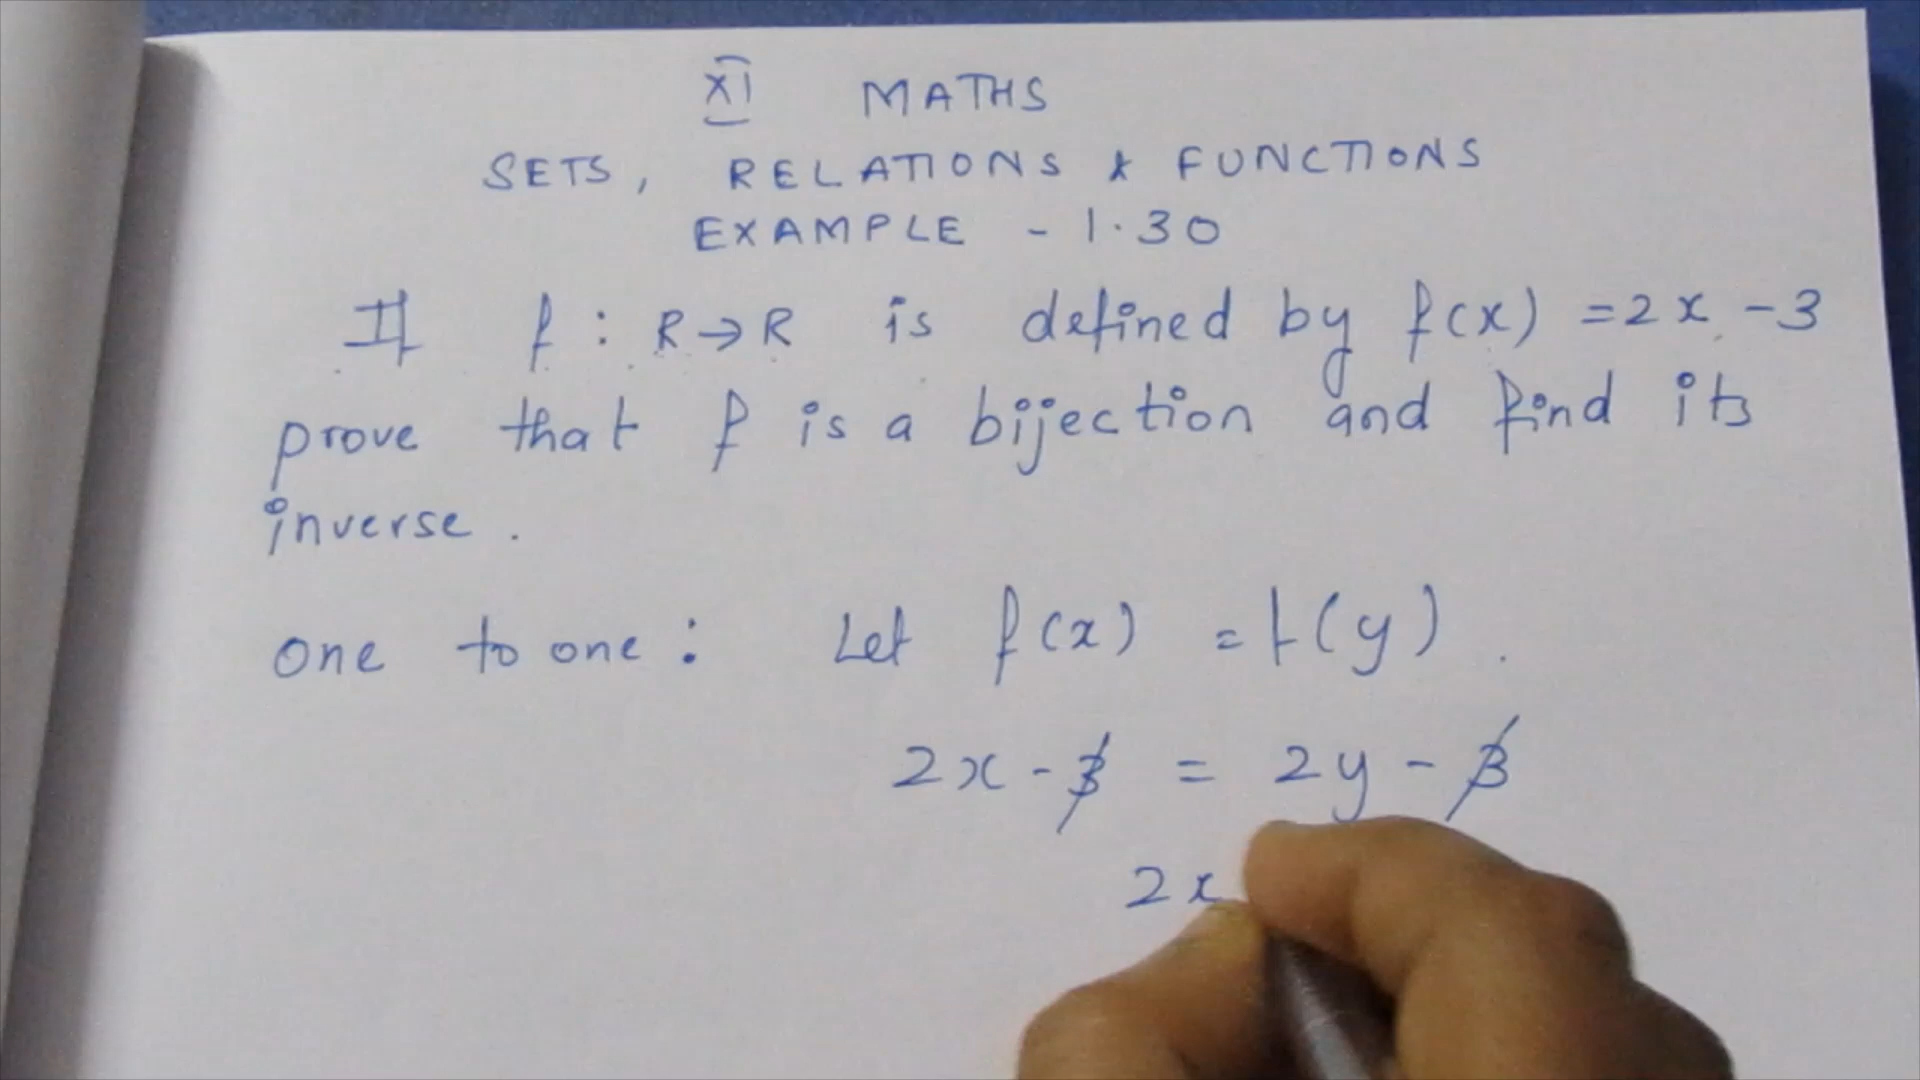 XI MATHS
SETS, RELATIONS & FUNCTIONS
EXAMPLE - 1.30
If f : R → R is defined by f(x) = 2x - 3
prove that f is a bijection and find its
inverse.
one to one : Let f(x) = f(y).
2x - 3 = 2y - 3
2x